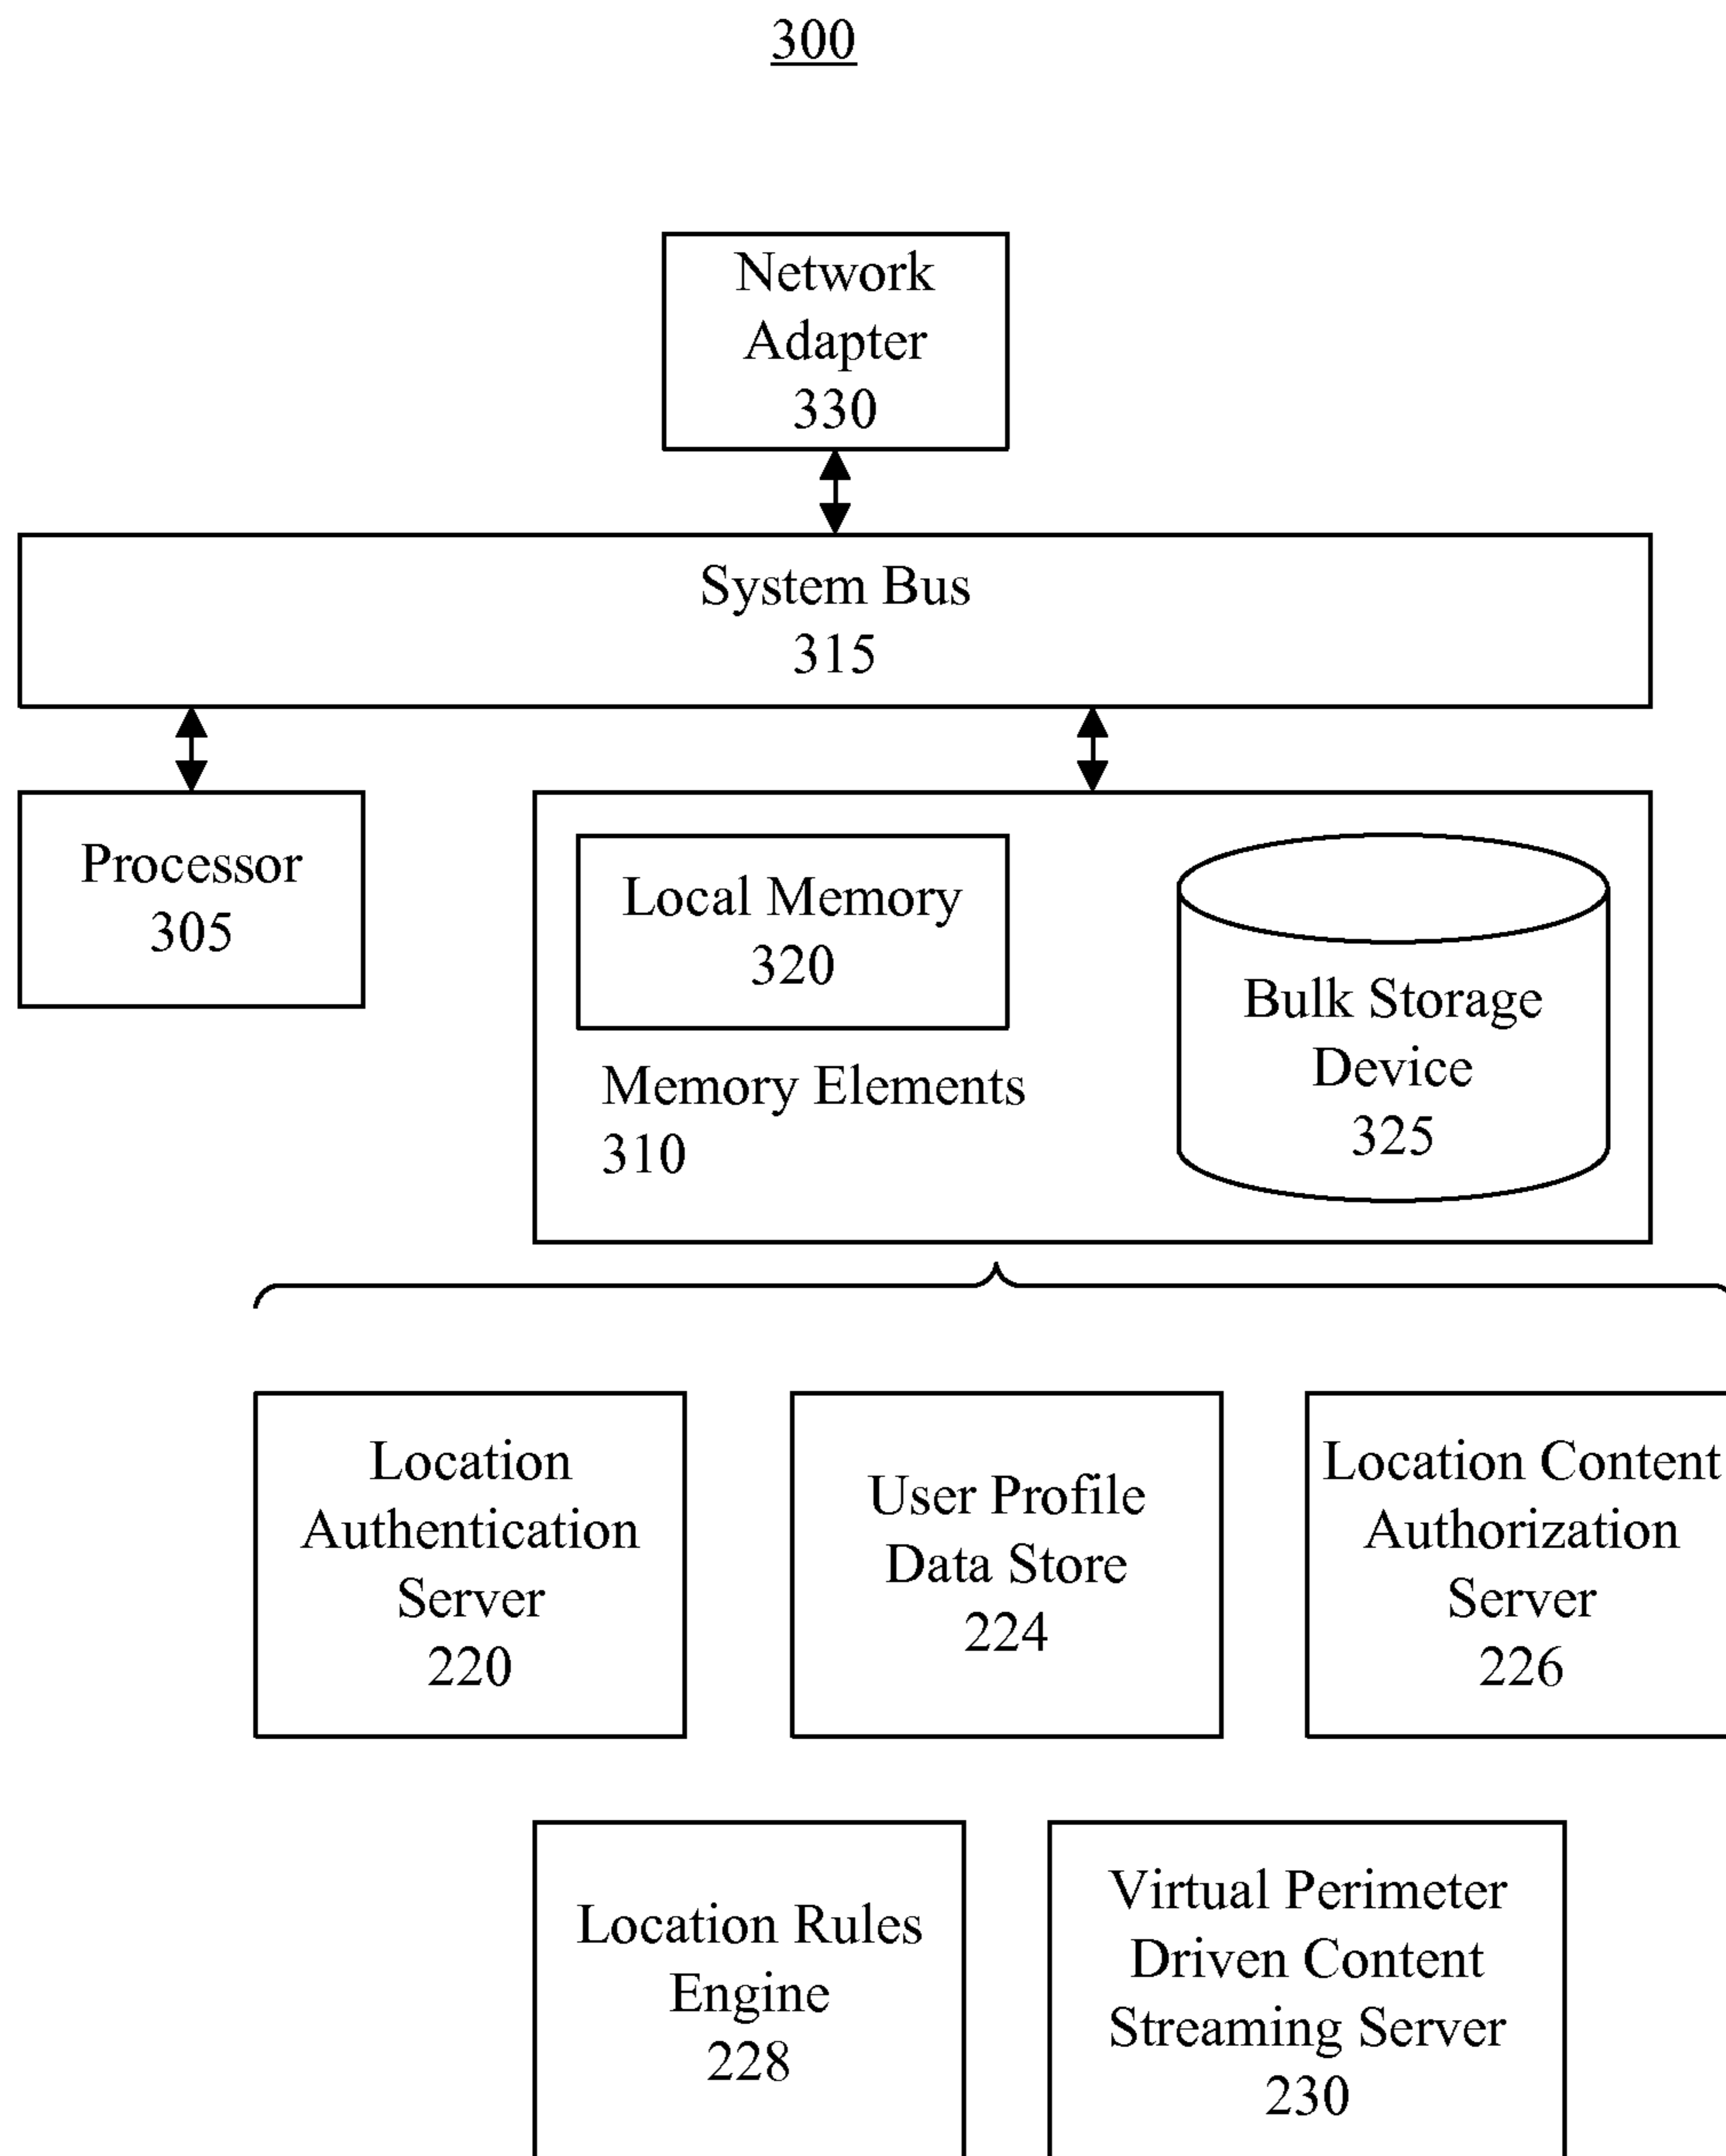 300
Network
Adapter
330
System Bus
315
Processor
305
Local Memory
320
Memory Elements
310
Bulk Storage
Device
325
Location
Authentication
Server
220
User Profile
Data Store
224
Location Content
Authorization
Server
226
Location Rules
Engine
228
Virtual Perimeter
Driven Content
Streaming Server
230